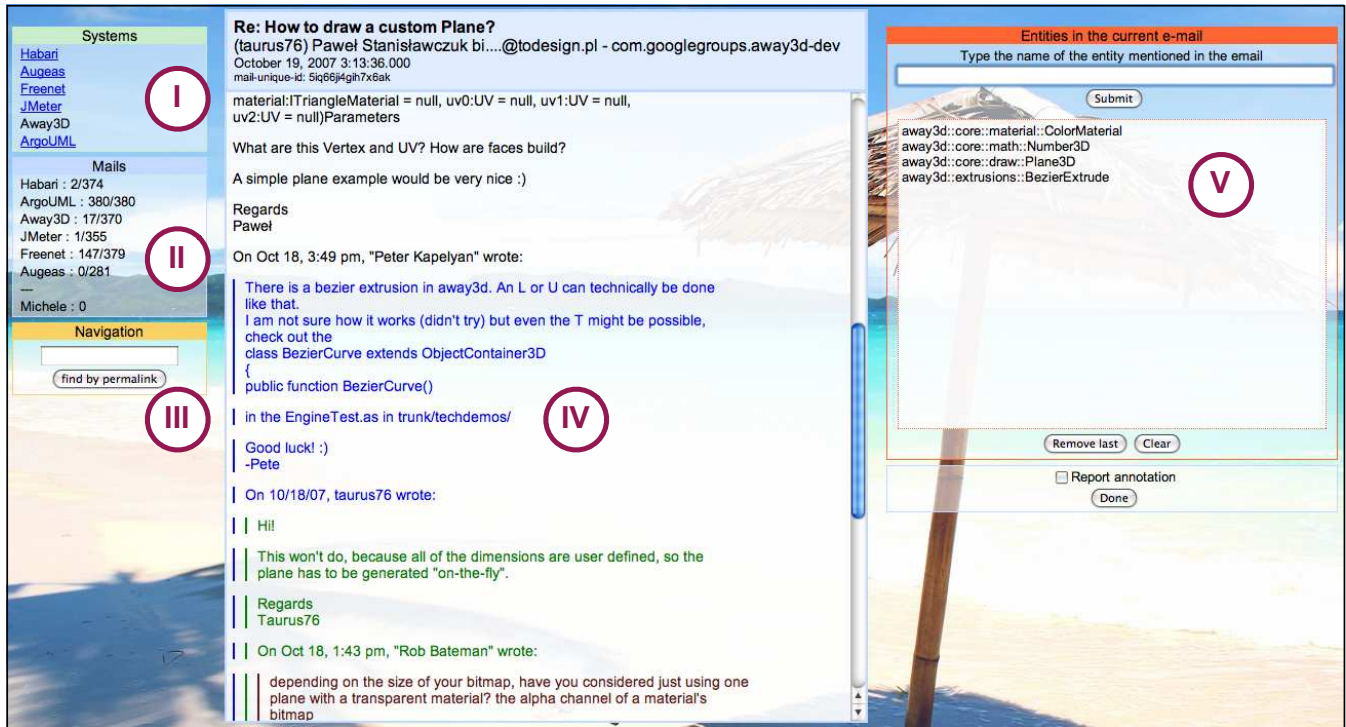 Systems
Habari
Augeas
Freenet
JMeter
Away3D
ArgoUML
I
Mails
Habari : 2/374
ArgoUML : 380/380
Away3D : 17/370
JMeter : 1/355
Freenet : 147/379
Augeas : 0/281
---
Michele : 0
II
Navigation
find by permalink
III
Re: How to draw a custom Plane?
(taurus76) Paweł Stanisławczuk bi....@todesign.pl - com.googlegroups.away3d-dev
October 19, 2007 3:13:36.000
mail-unique-id: 5iq66ji4gih7x6ak
material:ITriangleMaterial = null, uv0:UV = null, uv1:UV = null,
uv2:UV = null)Parameters
What are this Vertex and UV? How are faces build?
A simple plane example would be very nice :)
Regards
Paweł
On Oct 18, 3:49 pm, "Peter Kapelyan" wrote:
There is a bezier extrusion in away3d. An L or U can technically be done
like that.
I am not sure how it works (didn't try) but even the T might be possible,
check out the
class BezierCurve extends ObjectContainer3D
{
public function BezierCurve()
in the EngineTest.as in trunk/techdemos/
IV
Good luck! :)
-Pete
On 10/18/07, taurus76 wrote:
Hi!
This won't do, because all of the dimensions are user defined, so the
plane has to be generated "on-the-fly".
Regards
Taurus76
On Oct 18, 1:43 pm, "Rob Bateman" wrote:
depending on the size of your bitmap, have you considered just using one
plane with a transparent material? the alpha channel of a material's
bitmap
Entities in the current e-mail
Type the name of the entity mentioned in the email
Submit
away3d::core::material::ColorMaterial
away3d::core::math::Number3D
away3d::core::draw::Plane3D
away3d::extrusions::BezierExtrude
V
Remove last Clear
Report annotation
Done